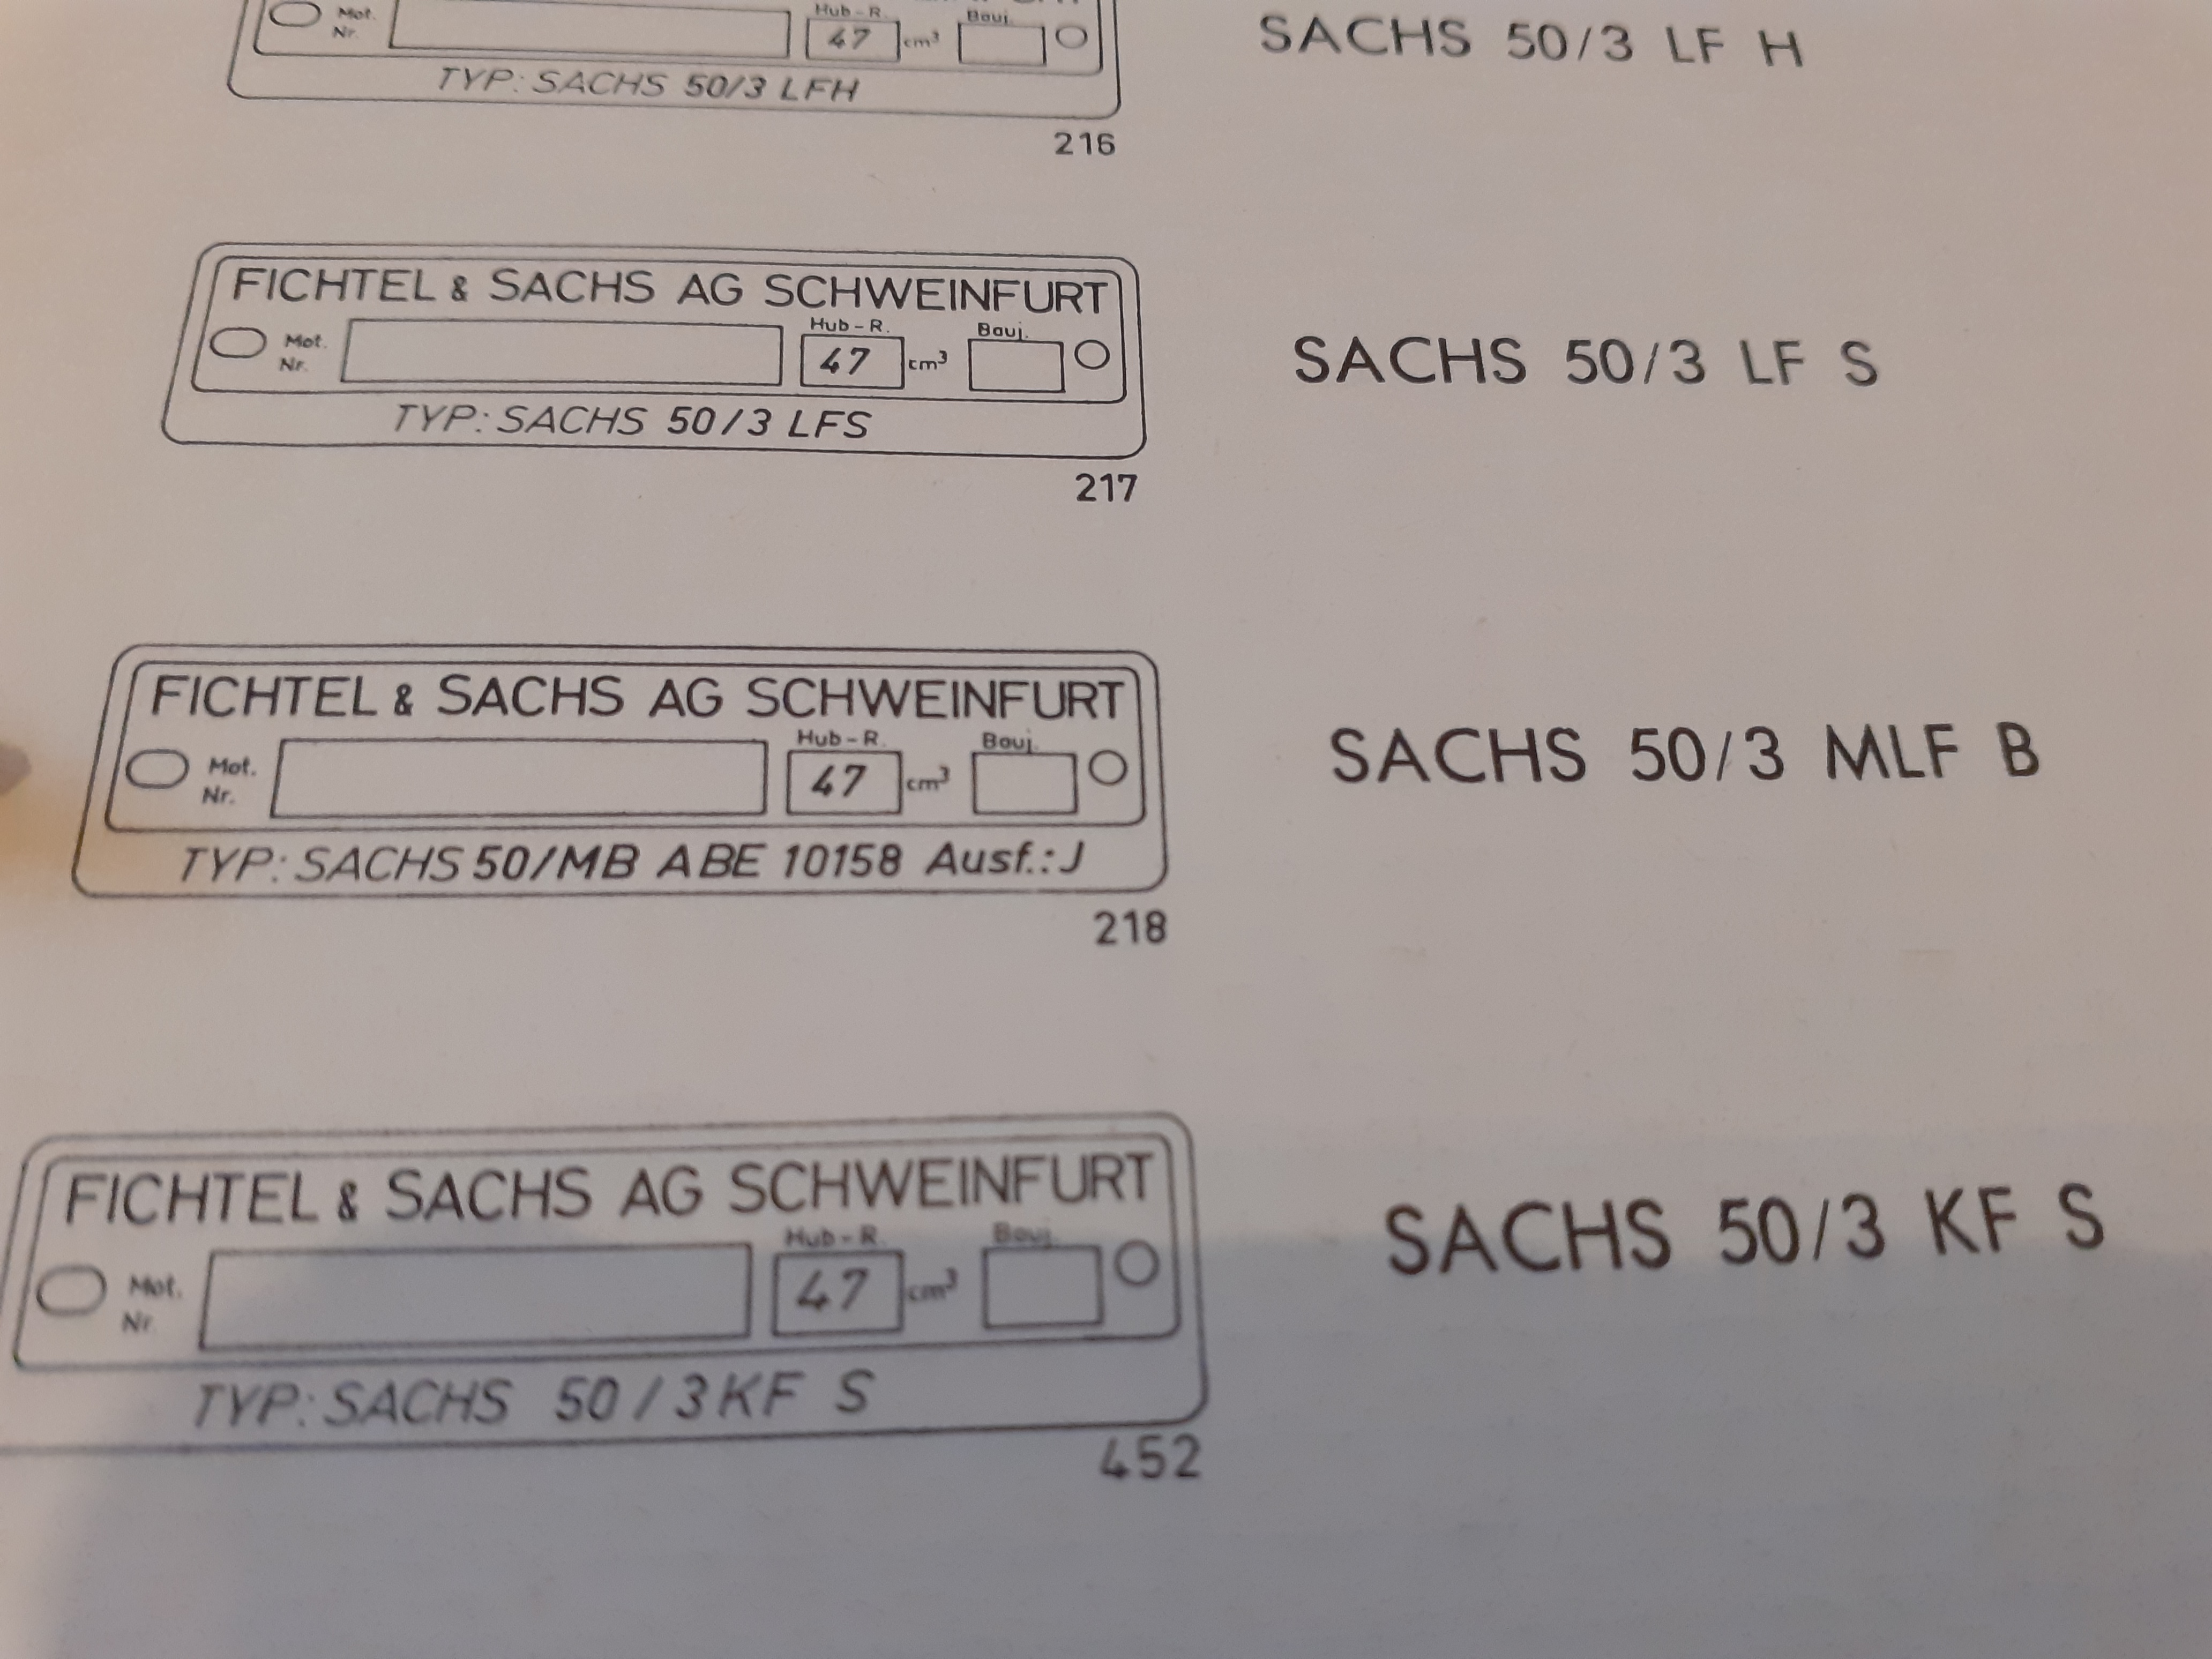 Mot. Nr. Hub-R. 47 cm³ Bauj.
TYP: SACHS 50/3 LFH
216
SACHS 50/3 LF H
FICHTEL & SACHS AG SCHWEINFURT
Mot. Nr. Hub-R. 47 cm³ Bauj.
TYP: SACHS 50/3 LFS
217
SACHS 50/3 LF S
FICHTEL & SACHS AG SCHWEINFURT
Mot. Nr. Hub-R. 47 cm³ Bauj.
TYP: SACHS 50/MB ABE 10158 Ausf.: J
218
SACHS 50/3 MLF B
FICHTEL & SACHS AG SCHWEINFURT
Mot. Nr. Hub-R. 47 cm³ Bauj.
TYP: SACHS 50/3KF S
452
SACHS 50/3 KF S